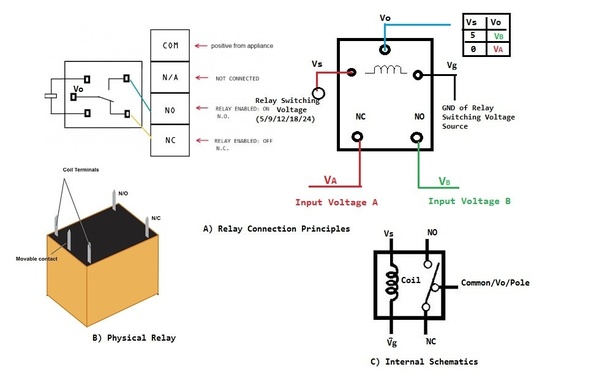 COM
positive from appliance
N/A
NOT CONNECTED
Vo
NO
RELAY ENABLED: ON
N.O.
NC
RELAY ENABLED: OFF
N.C.
Vo
Vs Vo
5 VB
0 VA
Vs
Vg
Relay Switching
Voltage
(5/9/12/18/24)
GND of Relay
Switching Voltage
Source
NC
NO
VA
VB
Input Voltage A
Input Voltage B
A) Relay Connection Principles
Coil Terminals
N/O
N/C
Movable contact
B) Physical Relay
Vs
NO
Coil
Common/Vo/Pole
Vg
NC
C) Internal Schematics